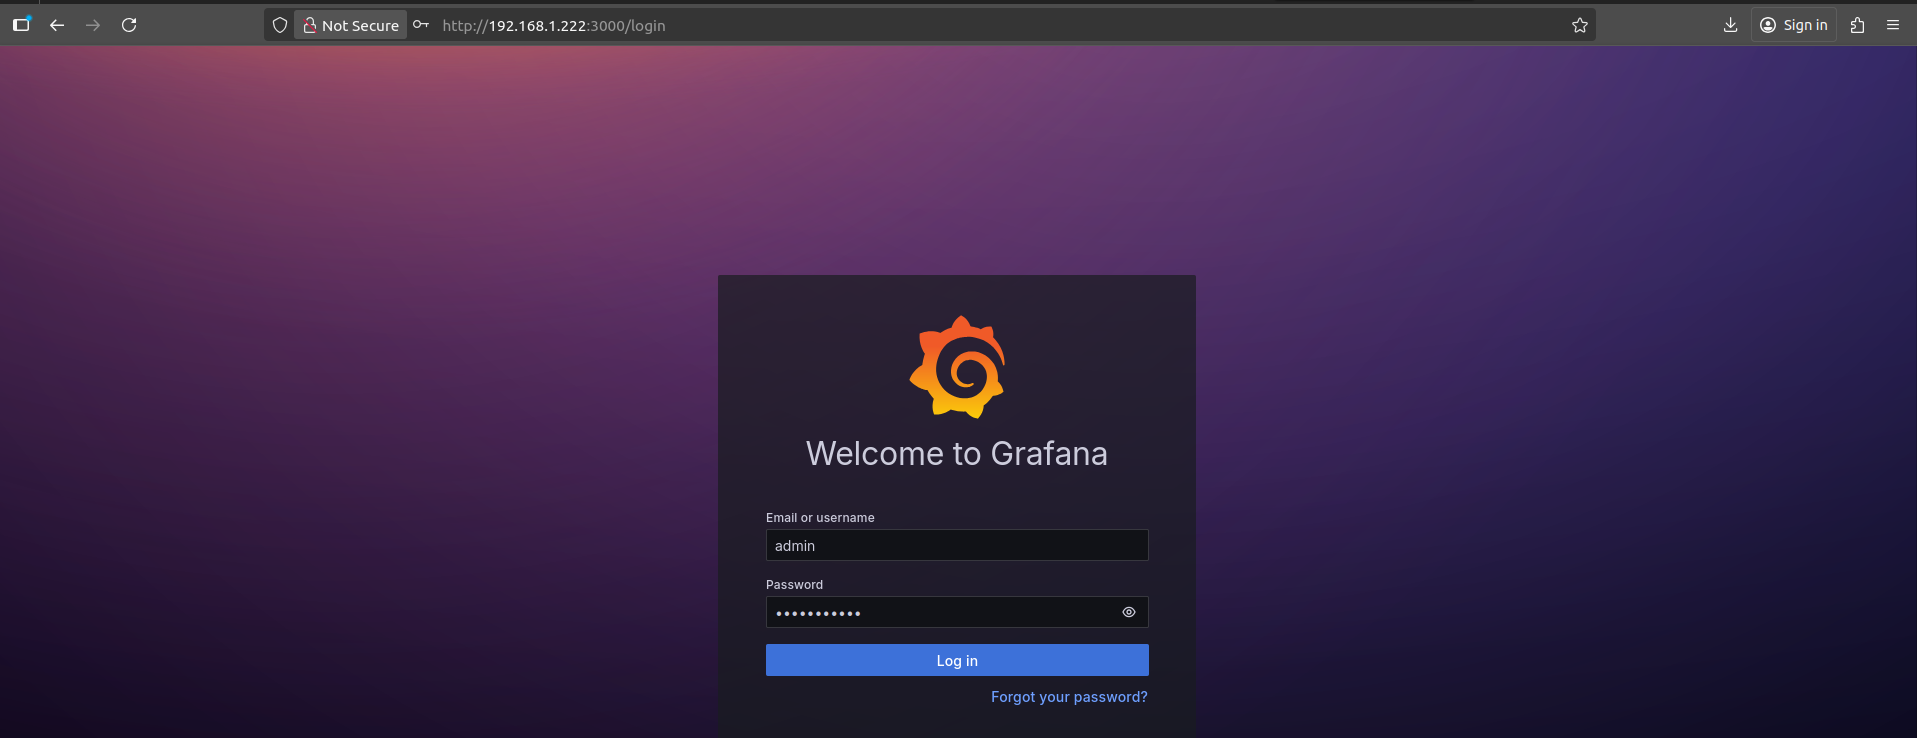 Not Secure http://192.168.1.222:3000/login Sign in
Welcome to Grafana
Email or username
admin
Password
•••••••••••
Log in
Forgot your password?